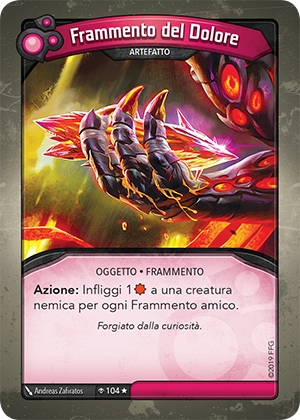 Frammento del Dolore
ARTEFATTO
OGGETTO • FRAMMENTO
Azione: Infliggi 1 a una creatura
nemica per ogni Frammento amico.
Forgiato dalla curiosità.
Andreas Zafiratos
104 ★
©2019 FFG